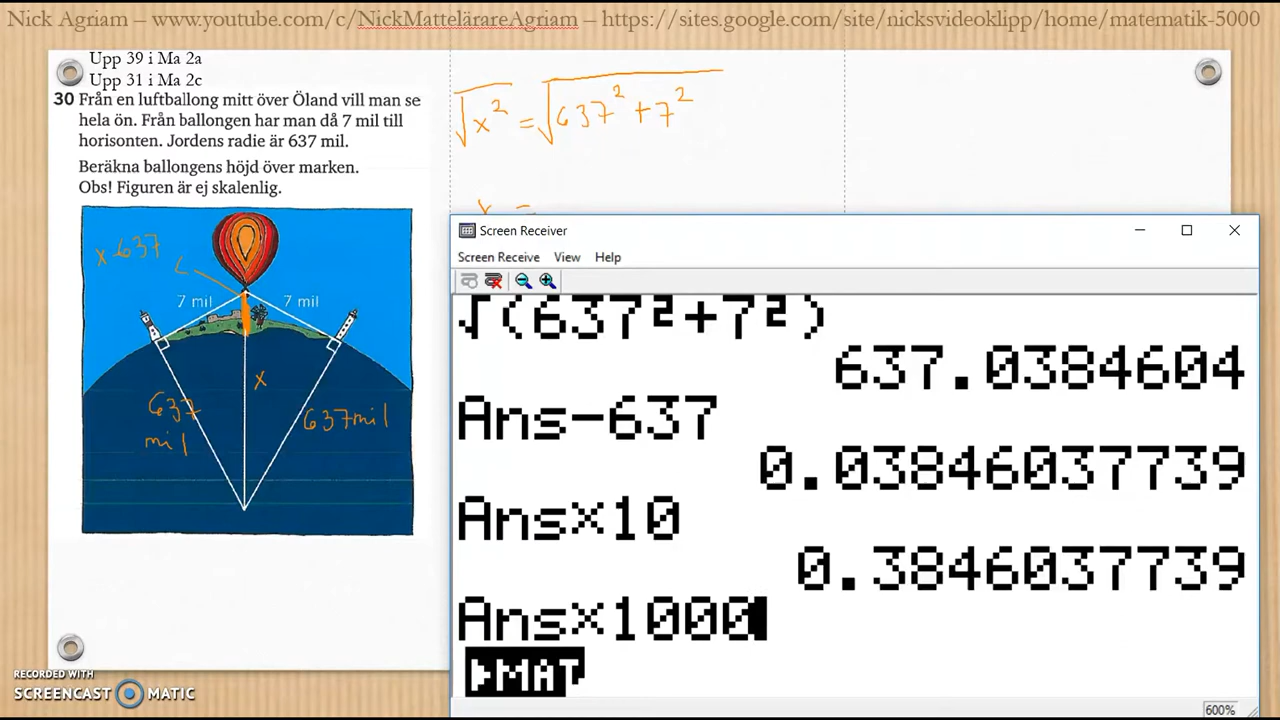 Nick Agriam – www.youtube.com/c/NickMattelärareAgriam – https://sites.google.com/site/nicksvideoklipp/home/matematik-5000
Upp 39 i Ma 2a
Upp 31 i Ma 2c
30 Från en luftballong mitt över Öland vill man se
hela ön. Från ballongen har man då 7 mil till
horisonten. Jordens radie är 637 mil.
Beräkna ballongens höjd över marken.
Obs! Figuren är ej skalenlig.
x-637
7 mil 7 mil
x
637
mil
637mil
√x² = √637² + 7²
x =
Screen Receiver
Screen Receive View Help
√(637²+7²)
637.0384604
Ans-637
0.03846037739
Ans×10
0.3846037739
Ans×1000
▶MAT
600%
RECORDED WITH
SCREENCAST MATIC